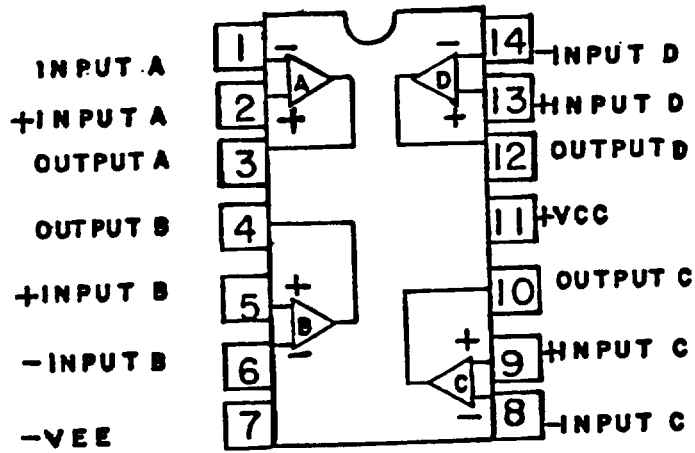 INPUT A 1 - A - D 14 -INPUT D
+INPUT A 2 + + 13 +INPUT D
OUTPUT A 3 12 OUTPUT D
OUTPUT B 4 11 +VCC
+INPUT B 5 + B 10 OUTPUT C
-INPUT B 6 - + C 9 +INPUT C
-VEE 7 - 8 -INPUT C